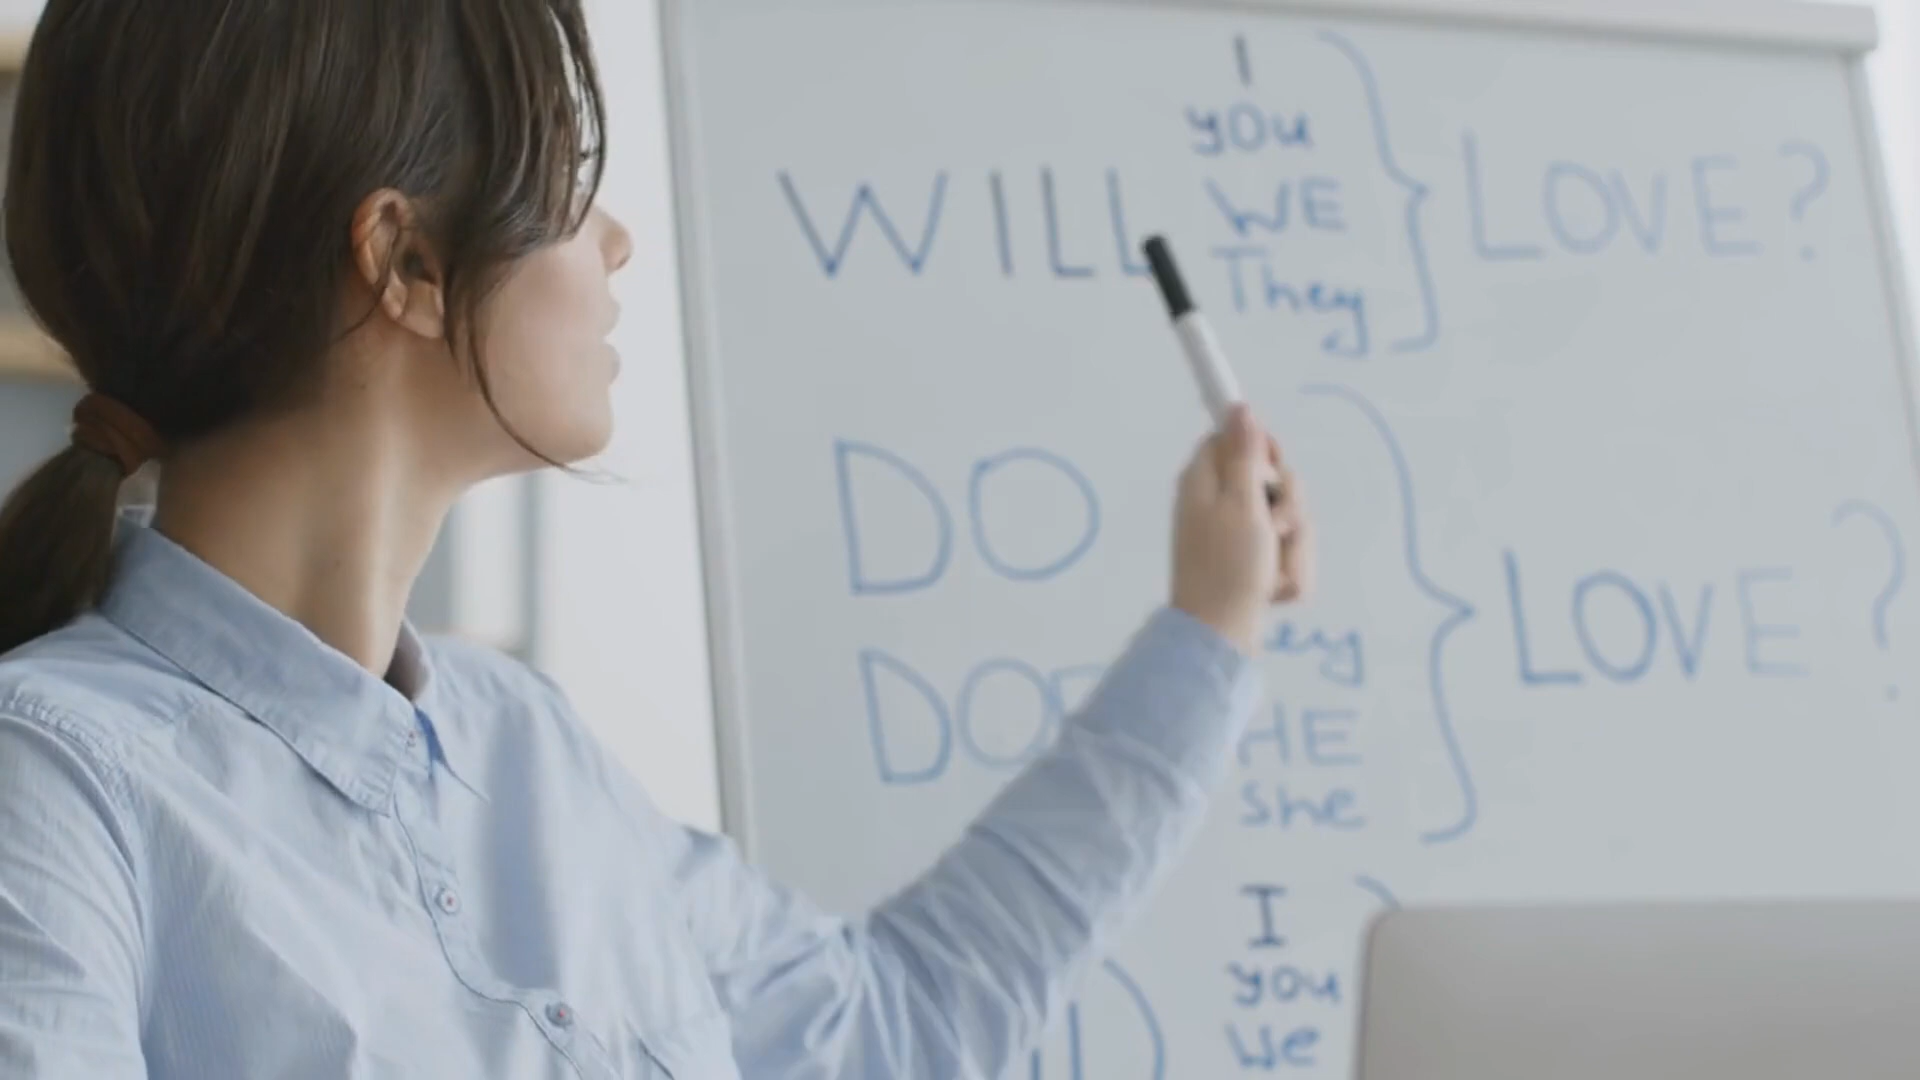 I
you
WILL WE } LOVE?
They
DO
LOVE?
HE
She
I
you
We